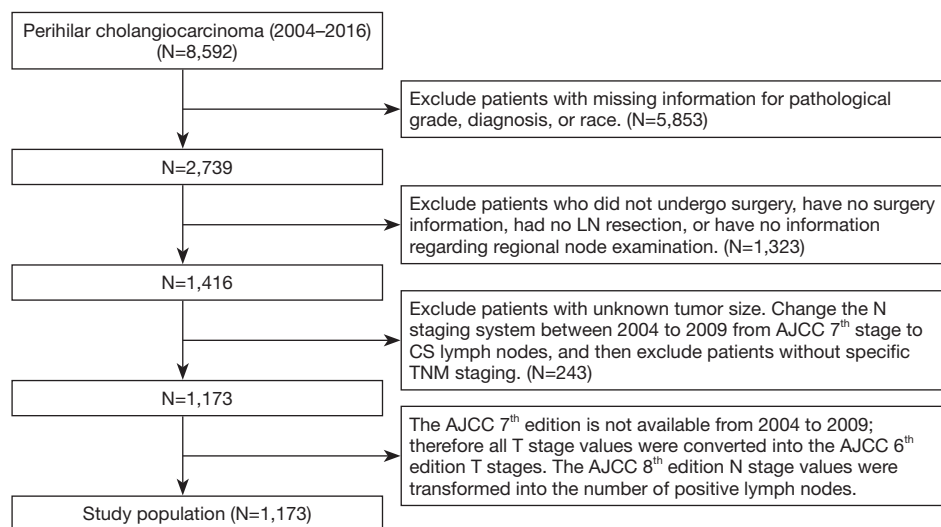 Perihilar cholangiocarcinoma (2004–2016)
(N=8,592)
Exclude patients with missing information for pathological
grade, diagnosis, or race. (N=5,853)
N=2,739
Exclude patients who did not undergo surgery, have no surgery
information, had no LN resection, or have no information
regarding regional node examination. (N=1,323)
N=1,416
Exclude patients with unknown tumor size. Change the N
staging system between 2004 to 2009 from AJCC 7th stage to
CS lymph nodes, and then exclude patients without specific
TNM staging. (N=243)
N=1,173
The AJCC 7th edition is not available from 2004 to 2009;
therefore all T stage values were converted into the AJCC 6th
edition T stages. The AJCC 8th edition N stage values were
transformed into the number of positive lymph nodes.
Study population (N=1,173)